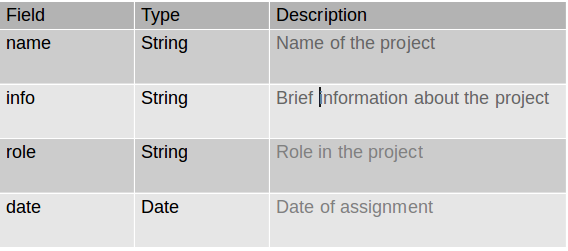 Field Type Description
name String Name of the project
info String Brief information about the project
role String Role in the project
date Date Date of assignment